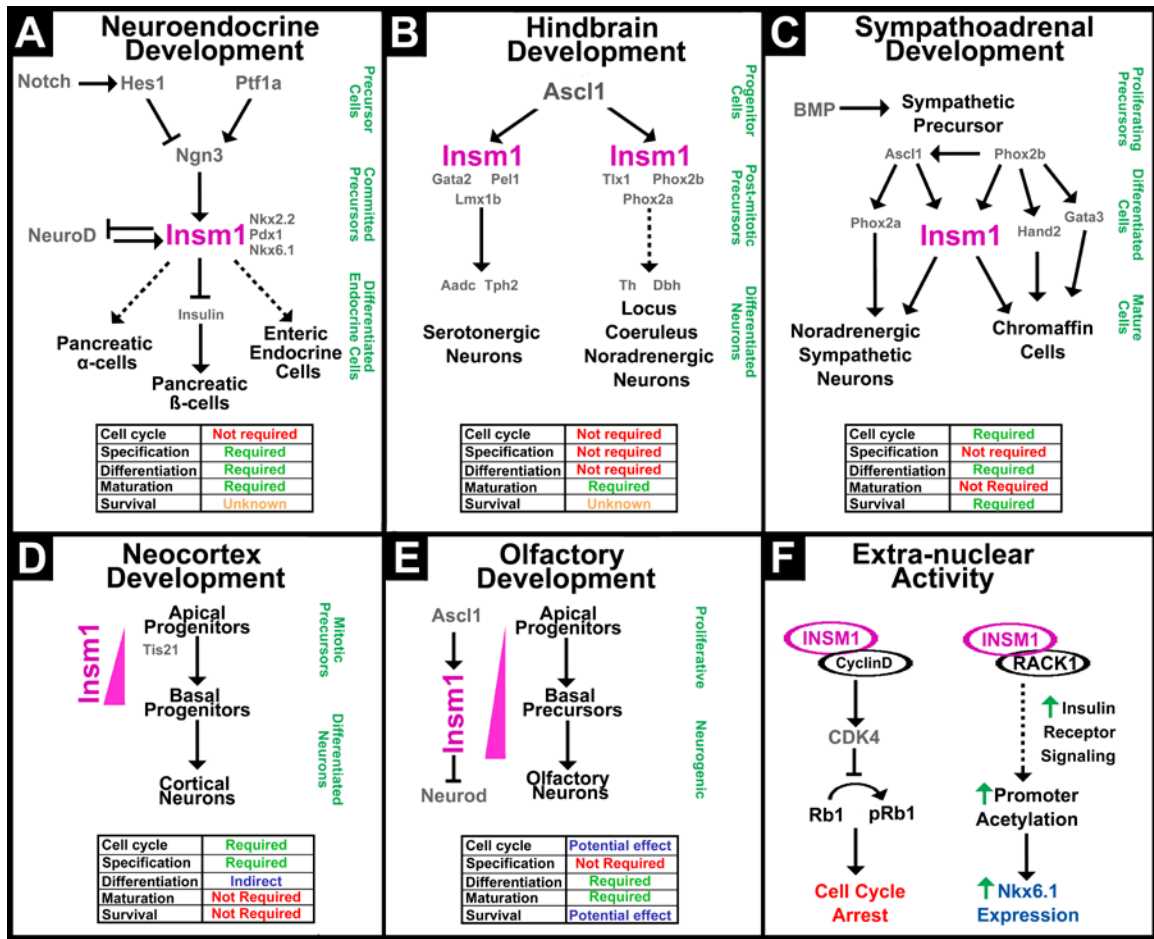 A
Neuroendocrine
Development
Notch
Hes1
Ptf1a
Precursor
Cells
Ngn3
Committed
Precursors
NeuroD
Insm1
Nkx2.2
Pdx1
Nkx6.1
Differentiated
Endocrine Cells
Insulin
Pancreatic
α-cells
Enteric
Endocrine
Cells
Pancreatic
ß-cells
Cell cycle Not required
Specification Required
Differentiation Required
Maturation Required
Survival Unknown
B
Hindbrain
Development
Ascl1
Progenitor
Cells
Insm1
Gata2 Pel1
Lmx1b
Insm1
Tlx1 Phox2b
Phox2a
Post-mitotic
Precursors
Aadc Tph2
Th Dbh
Differentiated
Neurons
Serotonergic
Neurons
Locus
Coeruleus
Noradrenergic
Neurons
Cell cycle Not required
Specification Not required
Differentiation Not required
Maturation Required
Survival Unknown
C
Sympathoadrenal
Development
BMP
Sympathetic
Precursor
Proliferating
Precursors
Ascl1
Phox2b
Differentiated
Cells
Phox2a
Insm1
Hand2
Gata3
Mature
Cells
Noradrenergic
Sympathetic
Neurons
Chromaffin
Cells
Cell cycle Required
Specification Not required
Differentiation Required
Maturation Not Required
Survival Required
D
Neocortex
Development
Insm1
Apical
Progenitors
Tis21
Basal
Progenitors
Cortical
Neurons
Mitotic
Precursors
Differentiated
Neurons
Cell cycle Required
Specification Required
Differentiation Indirect
Maturation Not Required
Survival Not Required
E
Olfactory
Development
Ascl1
Insm1
Neurod
Apical
Progenitors
Basal
Precursors
Olfactory
Neurons
Proliferative
Neurogenic
Cell cycle Potential effect
Specification Not Required
Differentiation Required
Maturation Required
Survival Potential effect
F
Extra-nuclear
Activity
INSM1
CyclinD
CDK4
Rb1 pRb1
Cell Cycle
Arrest
INSM1
RACK1
Insulin
Receptor
Signaling
Promoter
Acetylation
Nkx6.1
Expression